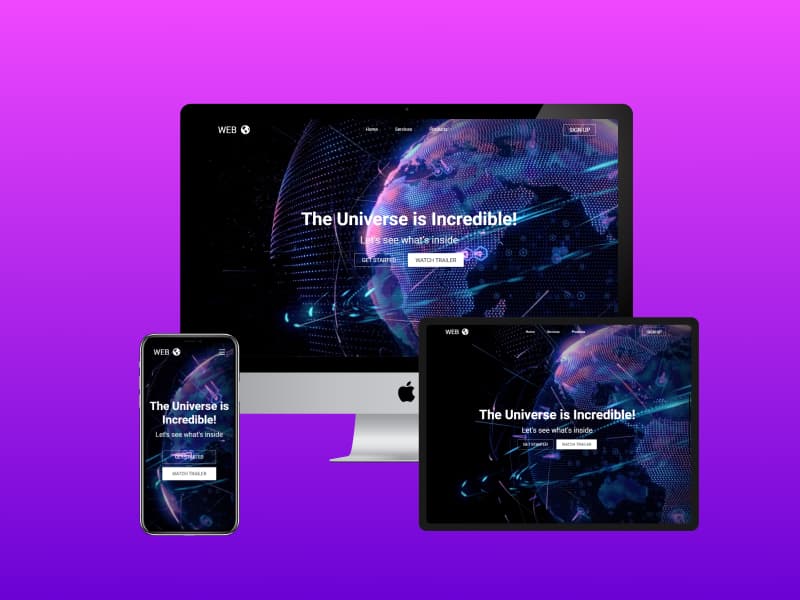 WEB
Home Services Products
SIGN UP
The Universe is Incredible!
Let's see what's inside
GET STARTED WATCH TRAILER
WEB
The Universe is
Incredible!
Let's see what's inside
GET STARTED
WATCH TRAILER
WEB
Home Services Products
SIGN UP
The Universe is Incredible!
Let's see what's inside
GET STARTED WATCH TRAILER